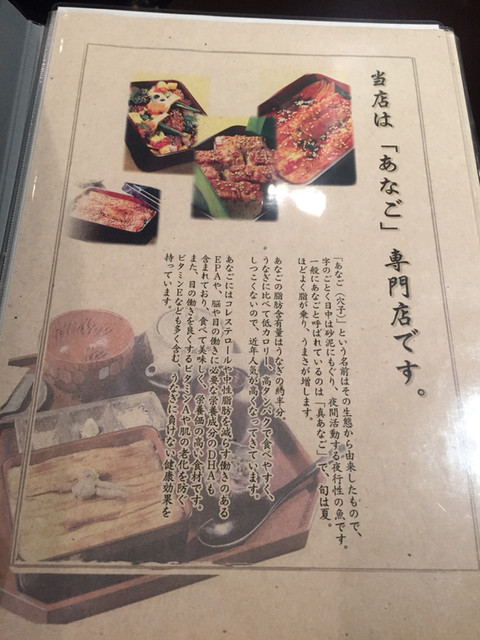 当店は「あなご」専門店です。
「あなご(穴子)」という名前はその生態から由来したもので、
字のごとく日中は砂泥にもぐり、夜間活動する夜行性の魚です。
一般にあなごと呼ばれているのは「真あなご」で、旬は夏。
ほどよく脂が乗り、うまさが増します。
あなごの脂肪含有量はうなぎの約半分。
うなぎに比べて低カロリー、高タンパクで食べやすく、
しつこくないので、近年人気が高くなってきています。
あなごにはコレステロールや中性脂肪を減らす働きのある
EPAや、脳や目の働きに必要な栄養成分のDHAも
含まれており、食べて美味しく、栄養価の高い食材です。
また、目の働きを良くするビタミンAや肌の老化を防ぐ
ビタミンEなども多く含む、うなぎに負けない健康効果を
持っています。